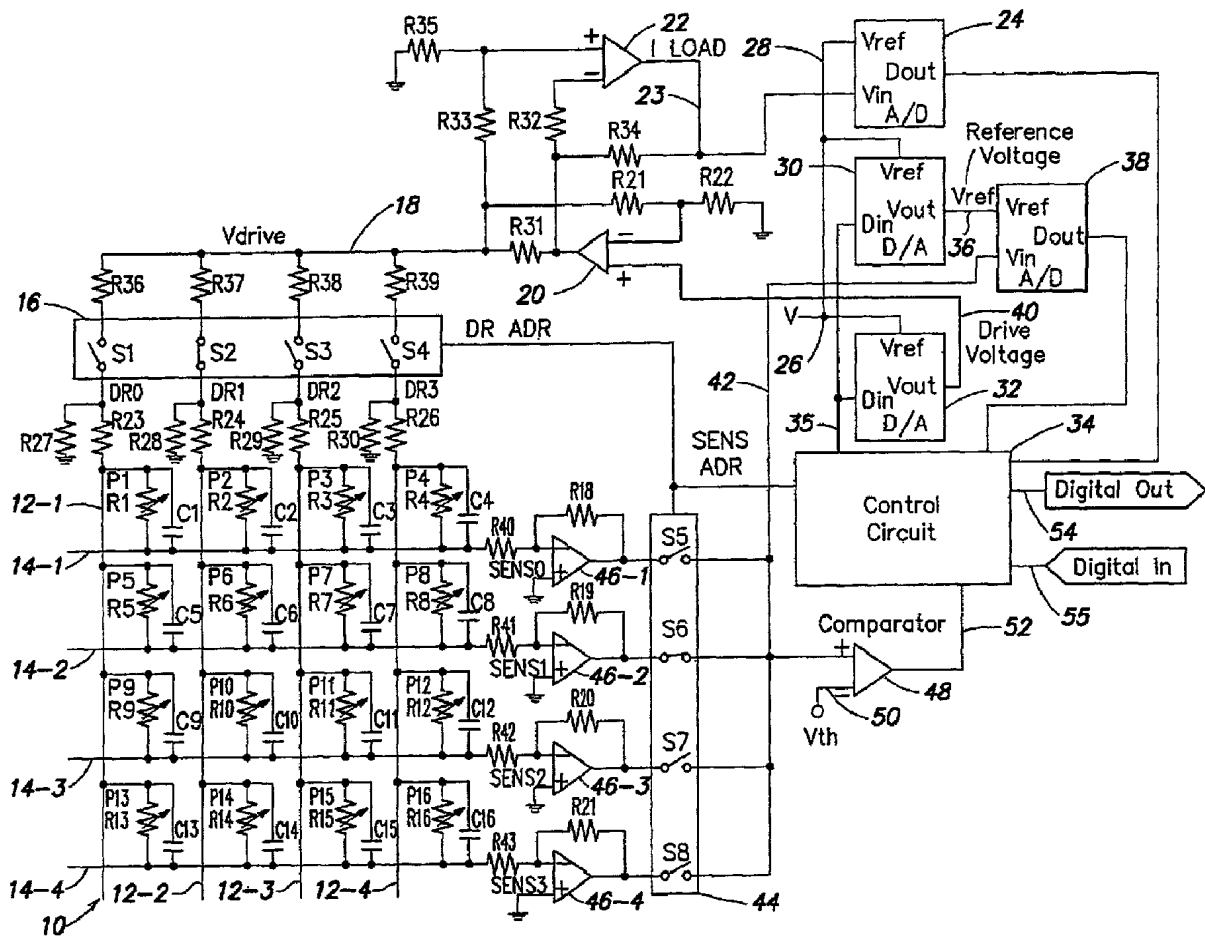 R35
22
I LOAD
+
−
23
28
24
Vref
Dout
Vin
A/D
R33
R32
R34
R21
R22
30
Vref
Vout
Din
D/A
Reference
Voltage
Vref
36
38
Vref
Dout
Vin
A/D
18
Vdrive
R31
−
+
20
R36
R37
R38
R39
16
S1
S2
S3
S4
DR ADR
V
26
40
Drive
Voltage
Vref
Din
Vout
D/A
32
35
42
34
DR0
DR1
DR2
DR3
R27
R23
R28
R24
R29
R25
R30
R26
SENS
ADR
Control
Circuit
Digital Out
54
Digital In
55
12-1
P1
R1
C1
P2
R2
C2
P3
R3
C3
P4
R4
C4
14-1
R40
SENS0
R18
−
+
46-1
S5
P5
R5
C5
P6
R6
C6
P7
R7
C7
P8
R8
C8
14-2
R41
SENS1
R19
−
+
46-2
S6
Comparator
+
−
48
50
52
Vth
P9
R9
C9
P10
R10
C10
P11
R11
C11
P12
R12
C12
14-3
R42
SENS2
R20
−
+
46-3
S7
P13
R13
C13
P14
R14
C14
P15
R15
C15
P16
R16
C16
14-4
R43
SENS3
R21
−
+
46-4
S8
10
12-2
12-3
12-4
44